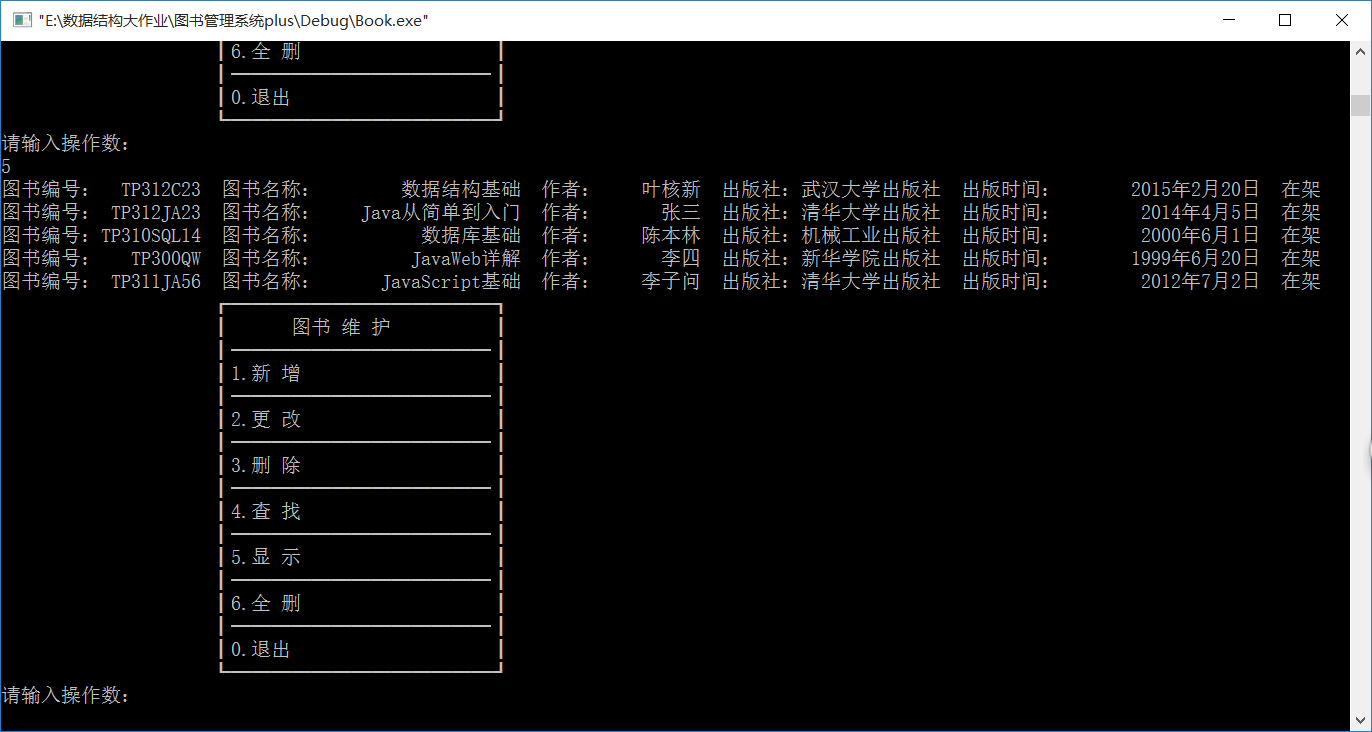 "E:\数据结构大作业\图书管理系统plus\Debug\Book.exe"
6.全 删
0.退出
请输入操作数:
5
图书编号: TP312C23 图书名称: 数据结构基础 作者: 叶核新 出版社: 武汉大学出版社 出版时间: 2015年2月20日 在架
图书编号: TP312JA23 图书名称: Java从简单到入门 作者: 张三 出版社: 清华大学出版社 出版时间: 2014年4月5日 在架
图书编号: TP310SQL14 图书名称: 数据库基础 作者: 陈本林 出版社: 机械工业出版社 出版时间: 2000年6月1日 在架
图书编号: TP300QW 图书名称: JavaWeb详解 作者: 李四 出版社: 新华学院出版社 出版时间: 1999年6月20日 在架
图书编号: TP311JA56 图书名称: JavaScript基础 作者: 李子问 出版社: 清华大学出版社 出版时间: 2012年7月2日 在架
图书 维 护
1.新 增
2.更 改
3.删 除
4.查 找
5.显 示
6.全 删
0.退出
请输入操作数: